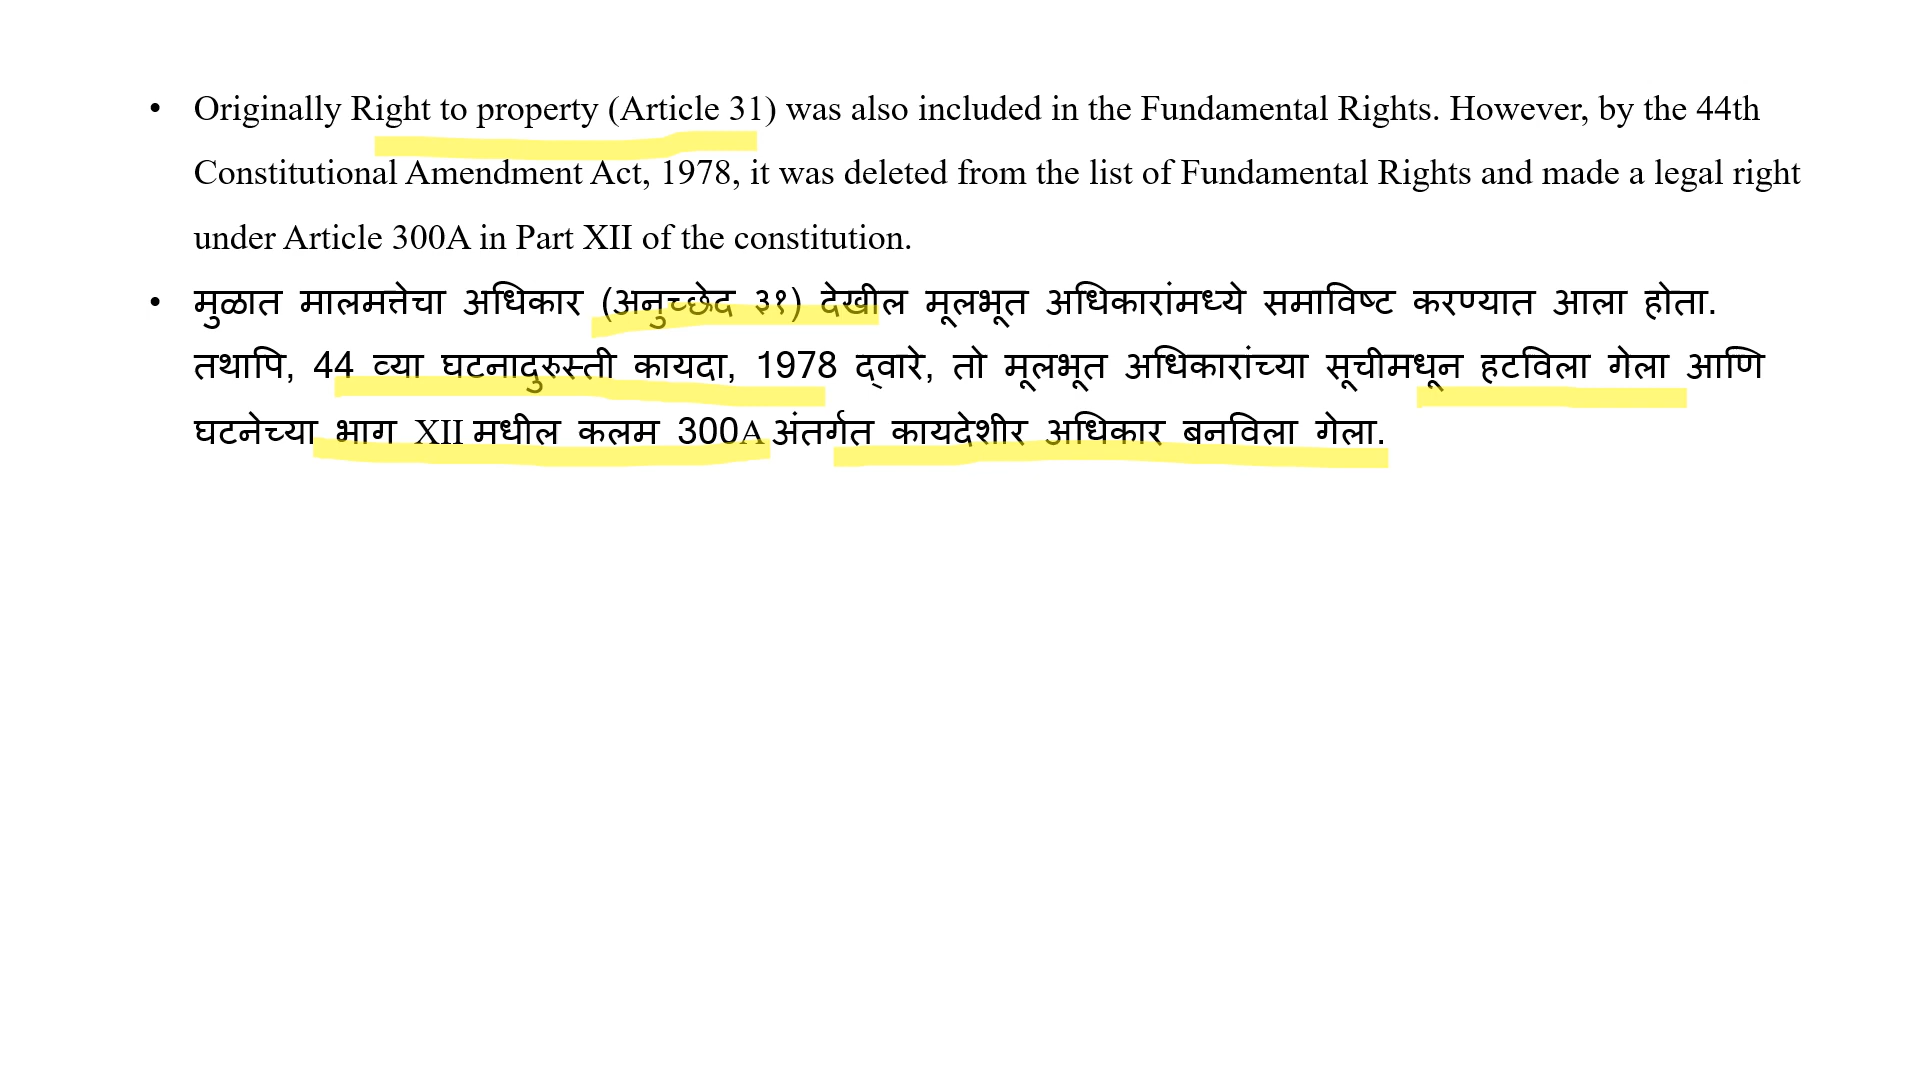 • Originally Right to property (Article 31) was also included in the Fundamental Rights. However, by the 44th
Constitutional Amendment Act, 1978, it was deleted from the list of Fundamental Rights and made a legal right
under Article 300A in Part XII of the constitution.
• मुळात मालमत्तेचा अधिकार (अनुच्छेद ३१) देखील मूलभूत अधिकारांमध्ये समाविष्ट करण्यात आला होता.
तथापि, 44 व्या घटनादुरुस्ती कायदा, 1978 द्वारे, तो मूलभूत अधिकारांच्या सूचीमधून हटविला गेला आणि
घटनेच्या भाग XII मधील कलम 300A अंतर्गत कायदेशीर अधिकार बनविला गेला.